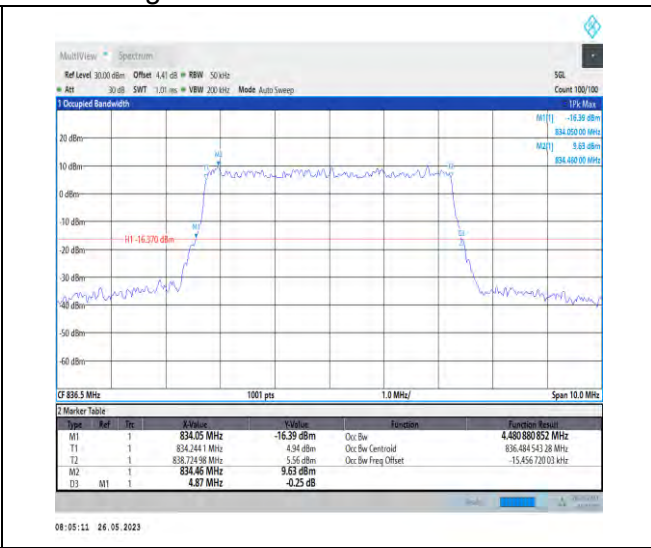 MultiView Spectrum
Ref Level 30.00 dBm Offset 4.41 dB RBW 50 kHz SGL
Att 30 dB SWT 1.01 ms VBW 200 kHz Mode Auto Sweep Count 100/100
1 Occupied Bandwidth 1Pk Max
M1[1] -16.39 dBm
834.050 00 MHz
M2[1] 9.63 dBm
834.460 00 MHz
20 dBm
M2
10 dBm
T1 T2
0 dBm
-10 dBm
M1
D3
H1 -16.370 dBm
-20 dBm
-30 dBm
-40 dBm
-50 dBm
-60 dBm
CF 836.5 MHz 1001 pts 1.0 MHz/ Span 10.0 MHz
2 Marker Table
Type Ref Trc X-Value Y-Value Function Function Result
M1 1 834.05 MHz -16.39 dBm Occ Bw 4.480 880 852 MHz
T1 1 834.244 1 MHz 4.94 dBm Occ Bw Centroid 836.484 543 28 MHz
T2 1 838.724 98 MHz 5.56 dBm Occ Bw Freq Offset -15.456 720 03 kHz
M2 1 834.46 MHz 9.63 dBm
D3 M1 1 4.87 MHz -0.25 dB
08:05:11 26.05.2023